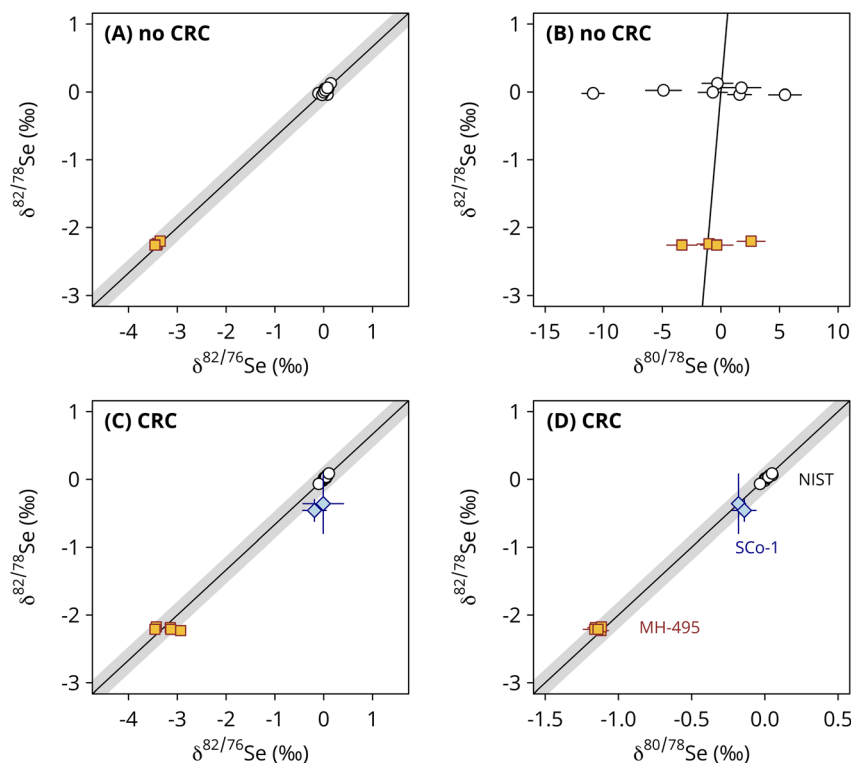 (A) no CRC
1
0
-1
-2
-3
δ82/78Se (‰)
-4 -3 -2 -1 0 1
δ82/76Se (‰)
(B) no CRC
1
0
-1
-2
-3
δ82/78Se (‰)
-15 -10 -5 0 5 10
δ80/78Se (‰)
(C) CRC
1
0
-1
-2
-3
δ82/78Se (‰)
-4 -3 -2 -1 0 1
δ82/76Se (‰)
(D) CRC
1
0
-1
-2
-3
δ82/78Se (‰)
NIST
SCo-1
MH-495
-1.5 -1.0 -0.5 0.0 0.5
δ80/78Se (‰)